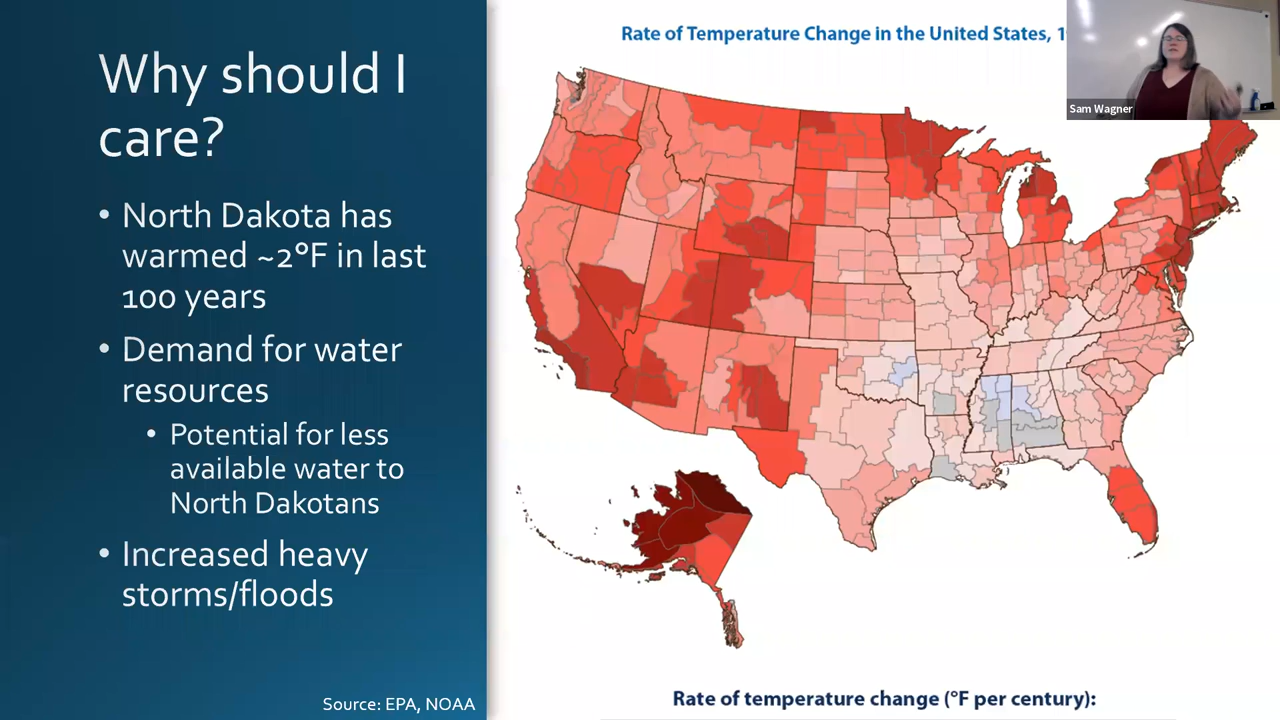 Why should I
care?
• North Dakota has
warmed ~2°F in last
100 years
• Demand for water
resources
• Potential for less
available water to
North Dakotans
• Increased heavy
storms/floods
Source: EPA, NOAA
Rate of Temperature Change in the United States, 1
Sam Wagner
Rate of temperature change (°F per century):